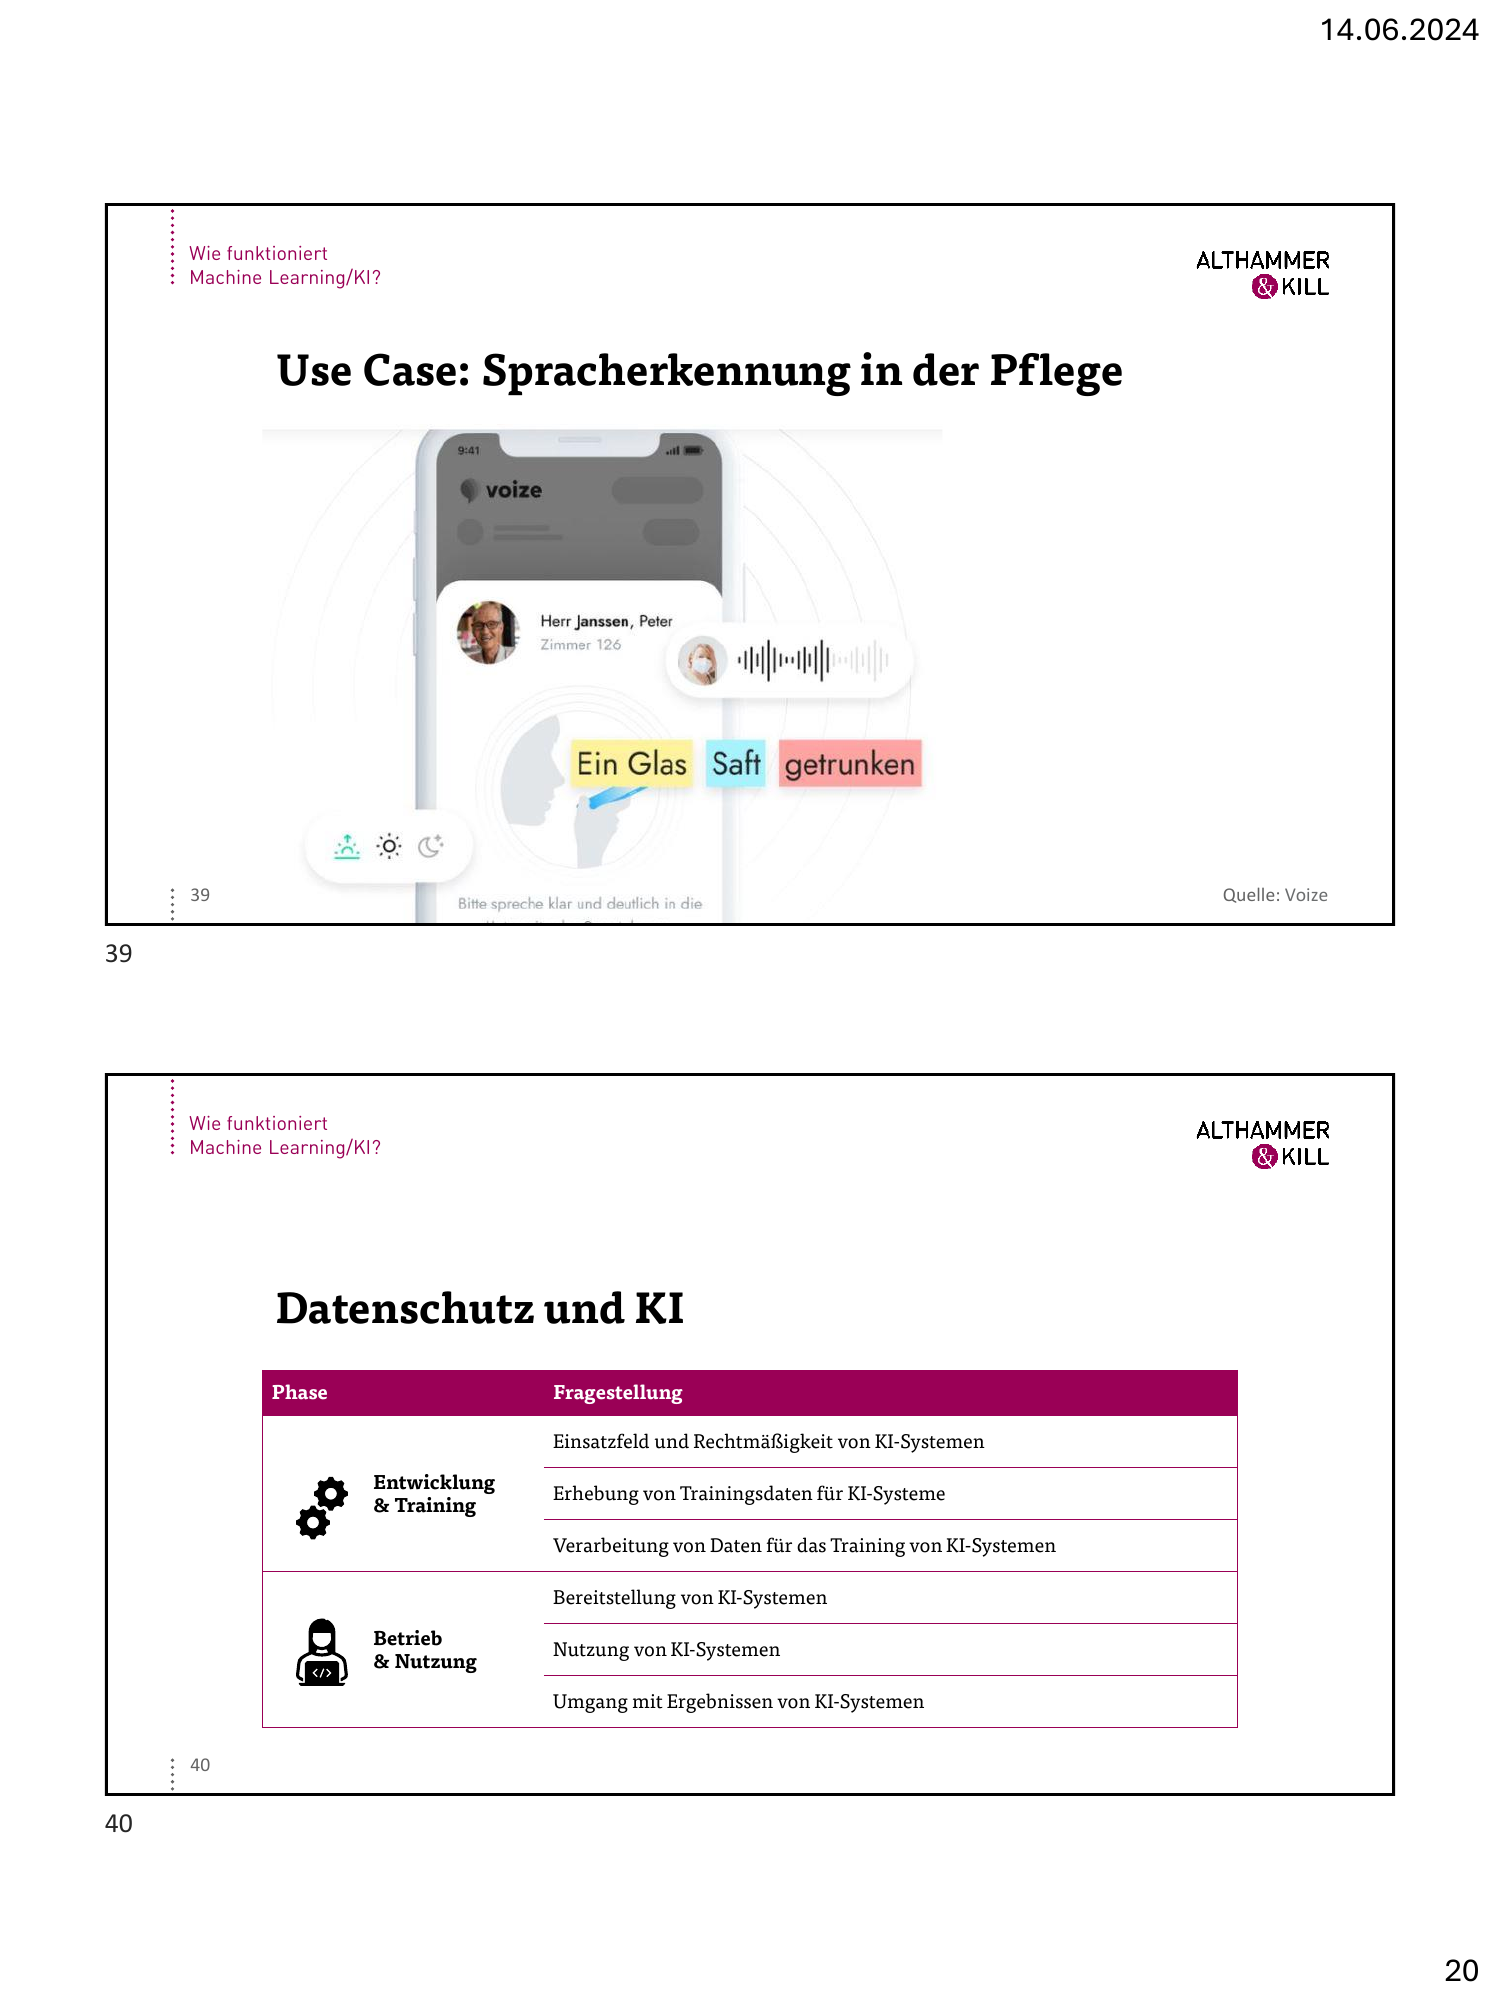 14.06.2024
Wie funktioniert
Machine Learning/KI?
ALTHAMMER
& KILL
Use Case: Spracherkennung in der Pflege
9:41
voize
Herr Janssen, Peter
Zimmer 126
Ein Glas Saft getrunken
Bitte spreche klar und deutlich in die
39
Quelle: Voize
39
Wie funktioniert
Machine Learning/KI?
ALTHAMMER
& KILL
Datenschutz und KI
Phase Fragestellung
Entwicklung
& Training
Einsatzfeld und Rechtmäßigkeit von KI-Systemen
Erhebung von Trainingsdaten für KI-Systeme
Verarbeitung von Daten für das Training von KI-Systemen
</>
Betrieb
& Nutzung
Bereitstellung von KI-Systemen
Nutzung von KI-Systemen
Umgang mit Ergebnissen von KI-Systemen
40
40
20